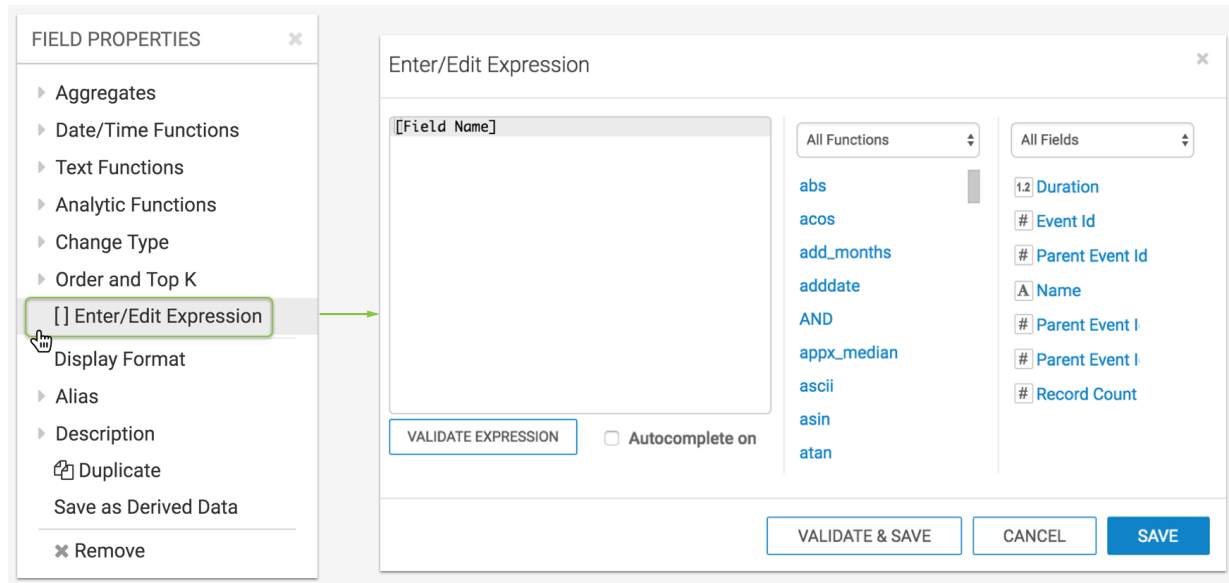 FIELD PROPERTIES
Aggregates
Date/Time Functions
Text Functions
Analytic Functions
Change Type
Order and Top K
[ ] Enter/Edit Expression
Display Format
Alias
Description
Duplicate
Save as Derived Data
Remove
Enter/Edit Expression
[Field Name]
VALIDATE EXPRESSION
Autocomplete on
All Functions
abs
acos
add_months
adddate
AND
appx_median
ascii
asin
atan
All Fields
1.2 Duration
# Event Id
# Parent Event Id
A Name
# Parent Event I
# Parent Event I
# Record Count
VALIDATE & SAVE
CANCEL
SAVE